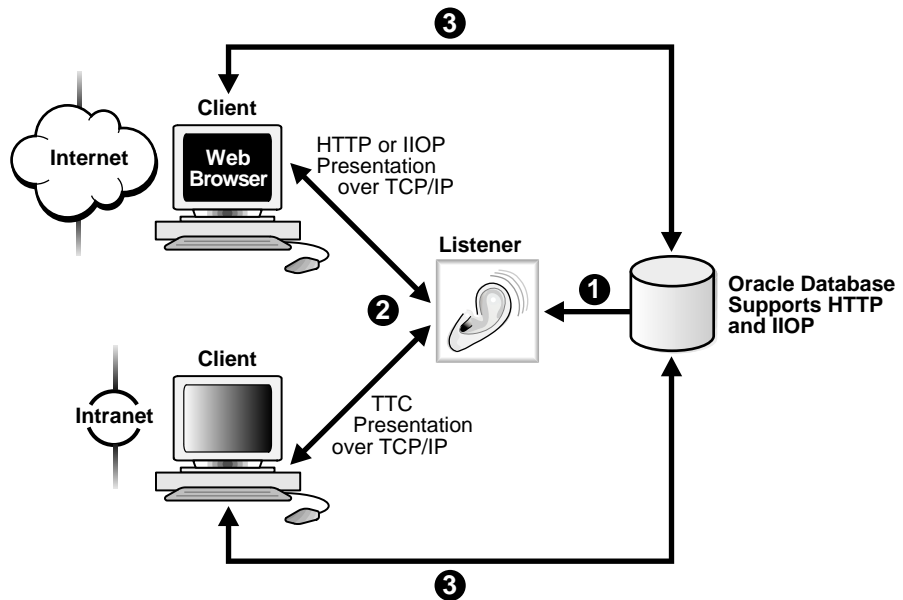 3
Client
Internet
Web
Browser
HTTP or IIOP
Presentation
over TCP/IP
Listener
1
Oracle Database
Supports HTTP
and IIOP
2
Client
Intranet
TTC
Presentation
over TCP/IP
3